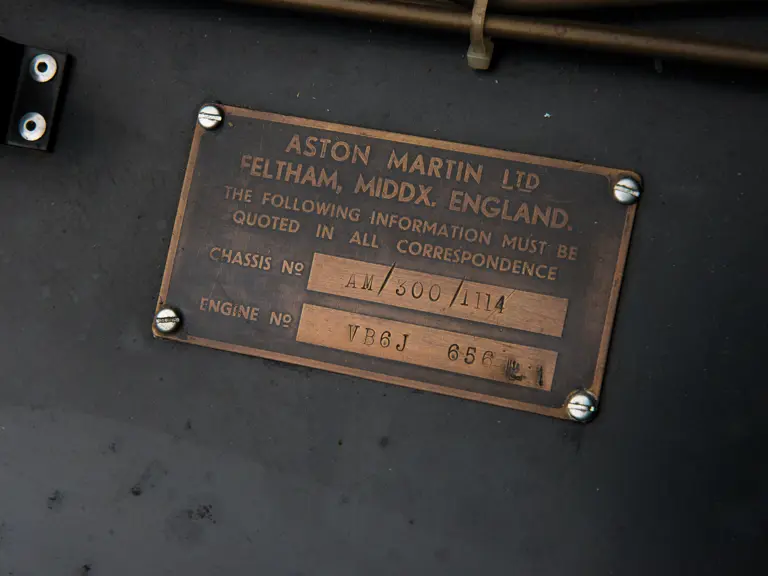 ASTON MARTIN LTD
FELTHAM, MIDDX. ENGLAND.
THE FOLLOWING INFORMATION MUST BE
QUOTED IN ALL CORRESPONDENCE
CHASSIS Nº AM/300/1114
ENGINE Nº VB6J 656